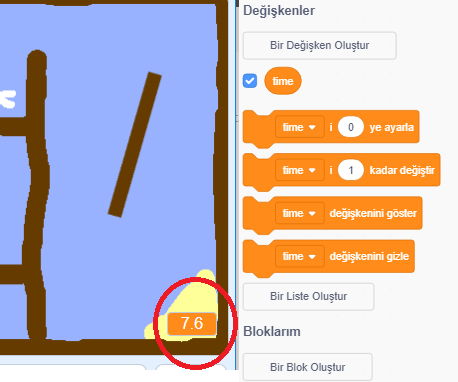 Değişkenler
Bir Değişken Oluştur
time
time i 0 ye ayarla
time i 1 kadar değiştir
time değişkenini göster
time değişkenini gizle
Bir Liste Oluştur
Bloklarım
Bir Blok Oluştur
7.6